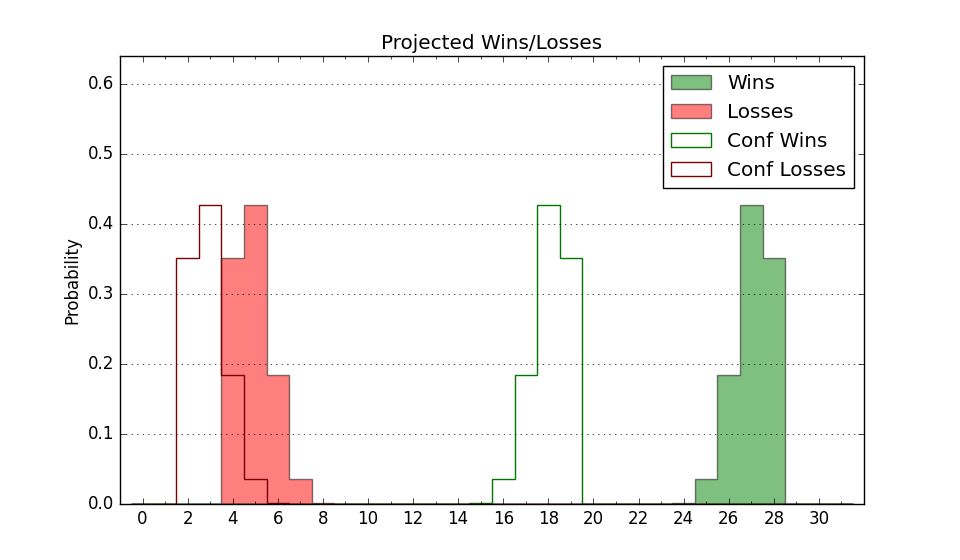 Projected Wins/Losses
Wins
Losses
Conf Wins
Conf Losses
Probability
0.6
0.5
0.4
0.3
0.2
0.1
0.0
0 2 4 6 8 10 12 14 16 18 20 22 24 26 28 30